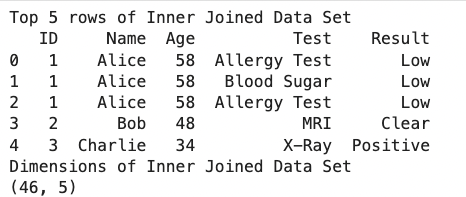 Top 5 rows of Inner Joined Data Set
ID Name Age Test Result
0 1 Alice 58 Allergy Test Low
1 1 Alice 58 Blood Sugar Low
2 1 Alice 58 Allergy Test Low
3 2 Bob 48 MRI Clear
4 3 Charlie 34 X-Ray Positive
Dimensions of Inner Joined Data Set
(46, 5)